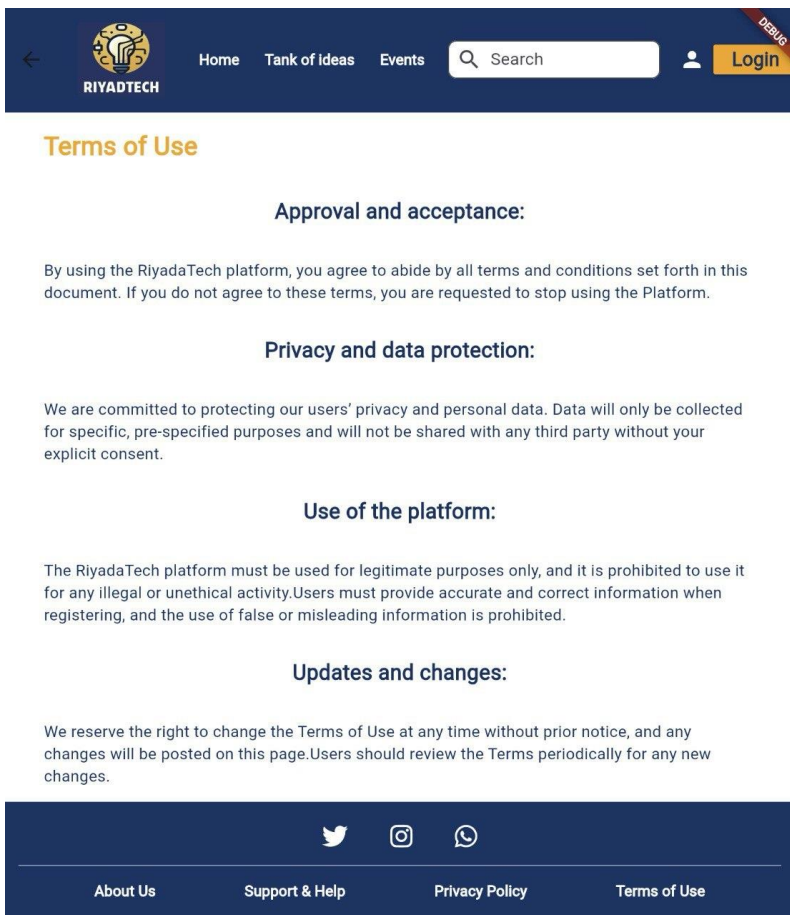 DEBUG
RIYADTECH
Home Tank of ideas Events Search Login
Terms of Use
Approval and acceptance:
By using the RiyadaTech platform, you agree to abide by all terms and conditions set forth in this
document. If you do not agree to these terms, you are requested to stop using the Platform.
Privacy and data protection:
We are committed to protecting our users’ privacy and personal data. Data will only be collected
for specific, pre-specified purposes and will not be shared with any third party without your
explicit consent.
Use of the platform:
The RiyadaTech platform must be used for legitimate purposes only, and it is prohibited to use it
for any illegal or unethical activity.Users must provide accurate and correct information when
registering, and the use of false or misleading information is prohibited.
Updates and changes:
We reserve the right to change the Terms of Use at any time without prior notice, and any
changes will be posted on this page.Users should review the Terms periodically for any new
changes.
About Us Support & Help Privacy Policy Terms of Use